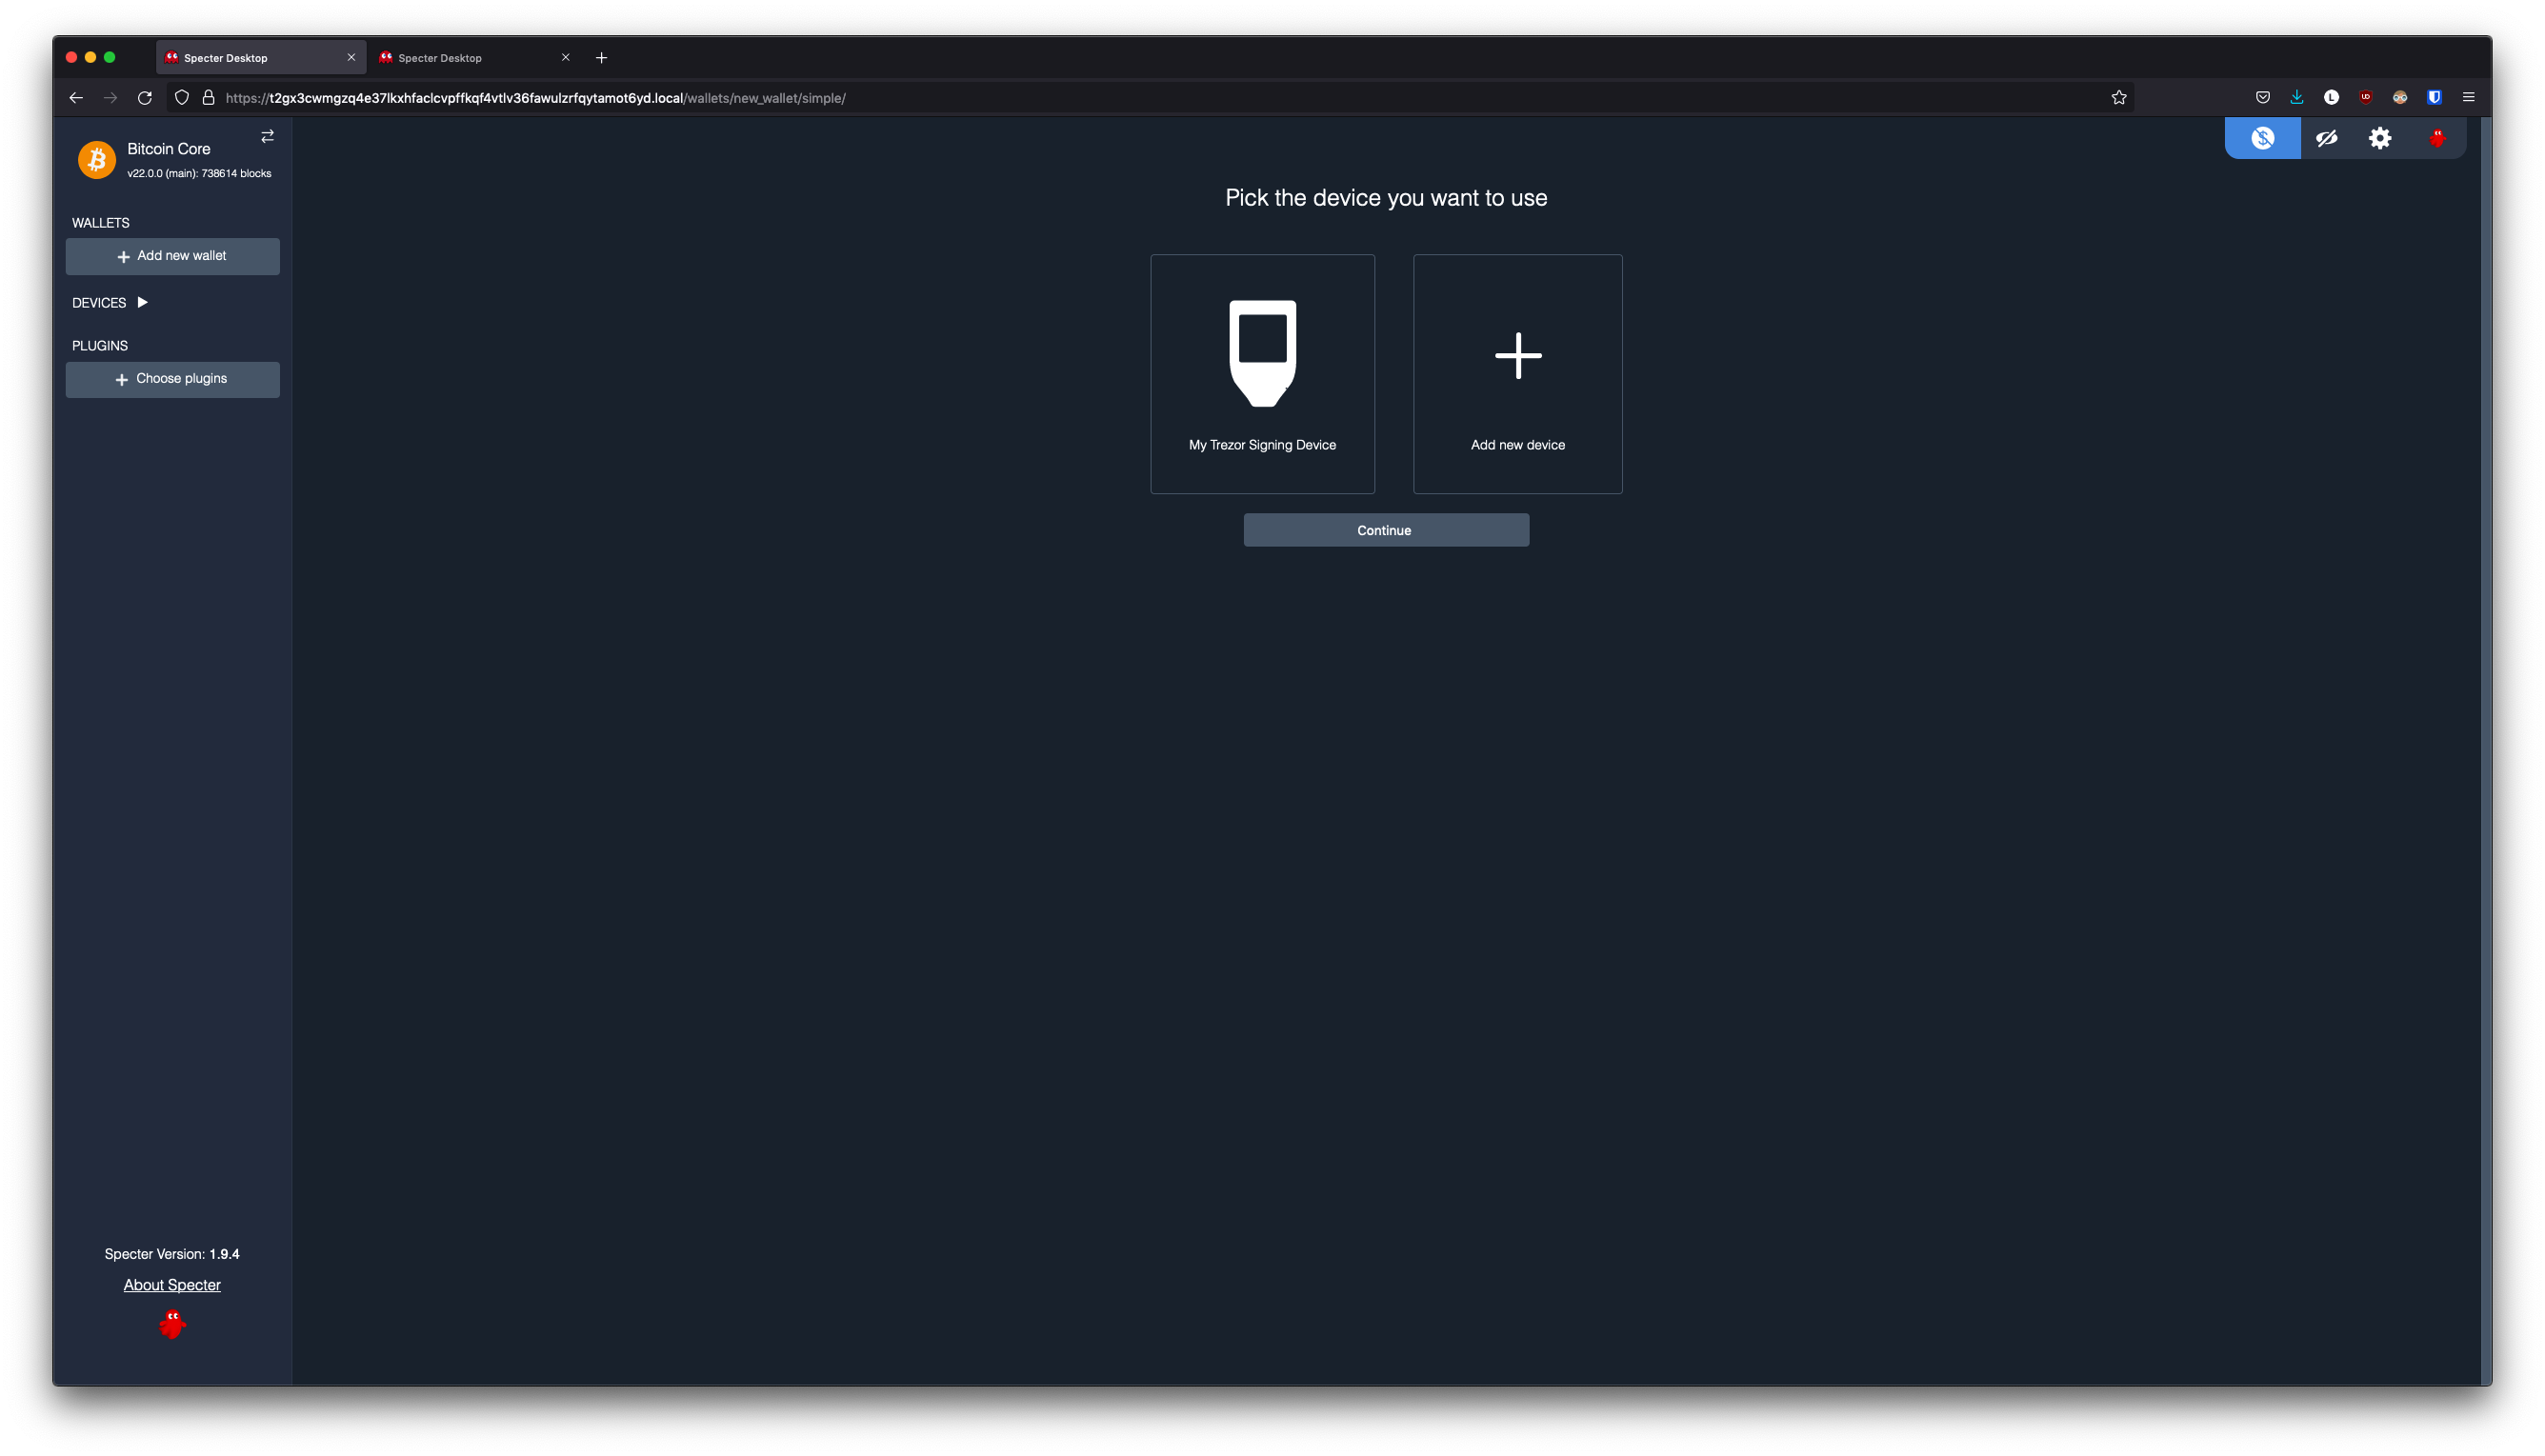 Specter Desktop
Specter Desktop
https://t2gx3cwmgzq4e37lkxhfaclcvpffkqf4vtlv36fawulzrfqytamot6yd.local/wallets/new_wallet/simple/
Bitcoin Core
v22.0.0 (main): 738614 blocks
WALLETS
Add new wallet
DEVICES
PLUGINS
Choose plugins
Pick the device you want to use
My Trezor Signing Device
Add new device
Continue
Specter Version: 1.9.4
About Specter